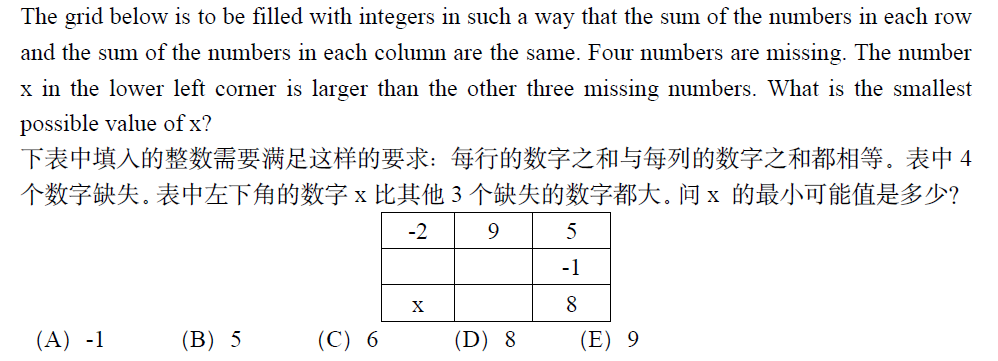 The grid below is to be filled with integers in such a way that the sum of the numbers in each row
and the sum of the numbers in each column are the same. Four numbers are missing. The number
x in the lower left corner is larger than the other three missing numbers. What is the smallest
possible value of x?
下表中填入的整数需要满足这样的要求：每行的数字之和与每列的数字之和都相等。表中 4
个数字缺失。表中左下角的数字 x 比其他 3 个缺失的数字都大。问 x 的最小可能值是多少？
-2 9 5
-1
x 8
(A) -1 (B) 5 (C) 6 (D) 8 (E) 9